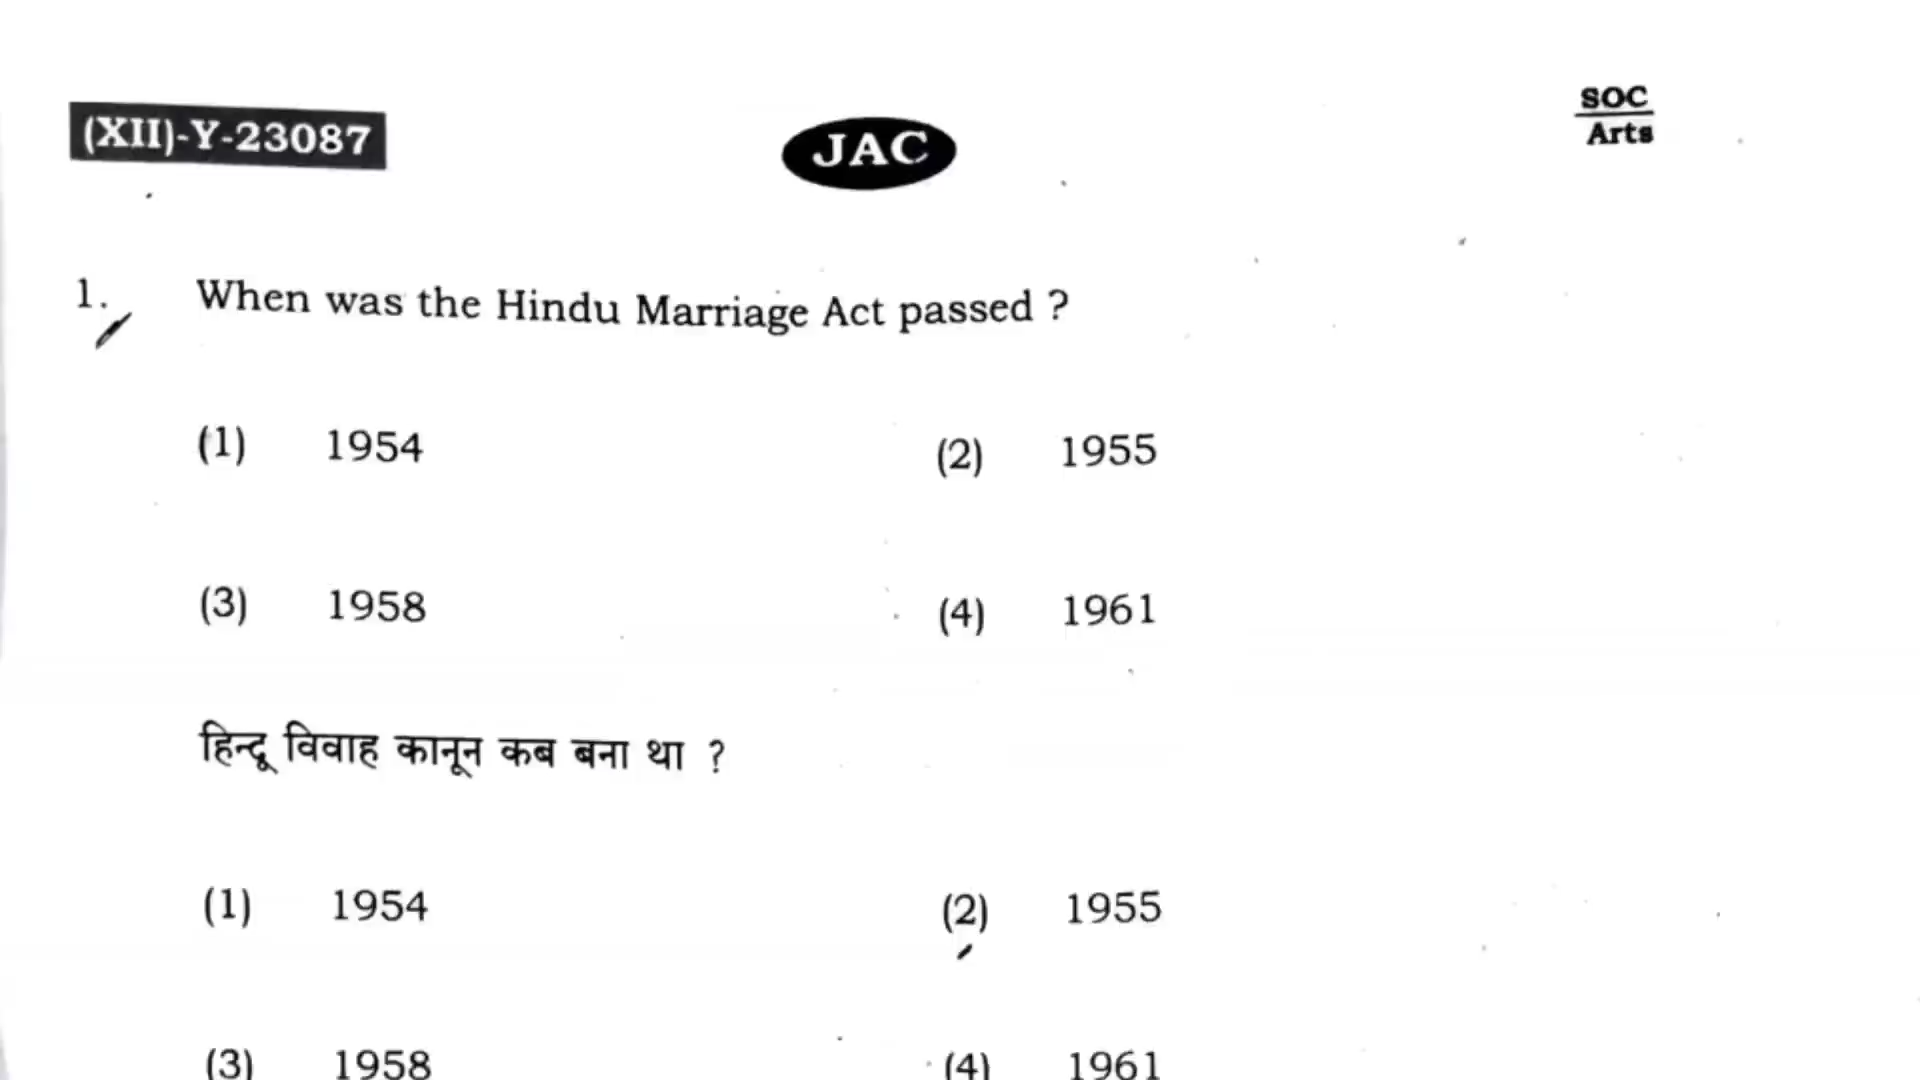 (XII)-Y-23087 JAC SOC
Arts
1. When was the Hindu Marriage Act passed ?
(1) 1954 (2) 1955
(3) 1958 (4) 1961
हिन्दू विवाह कानून कब बना था ?
(1) 1954 (2) 1955
(3) 1958 (4) 1961